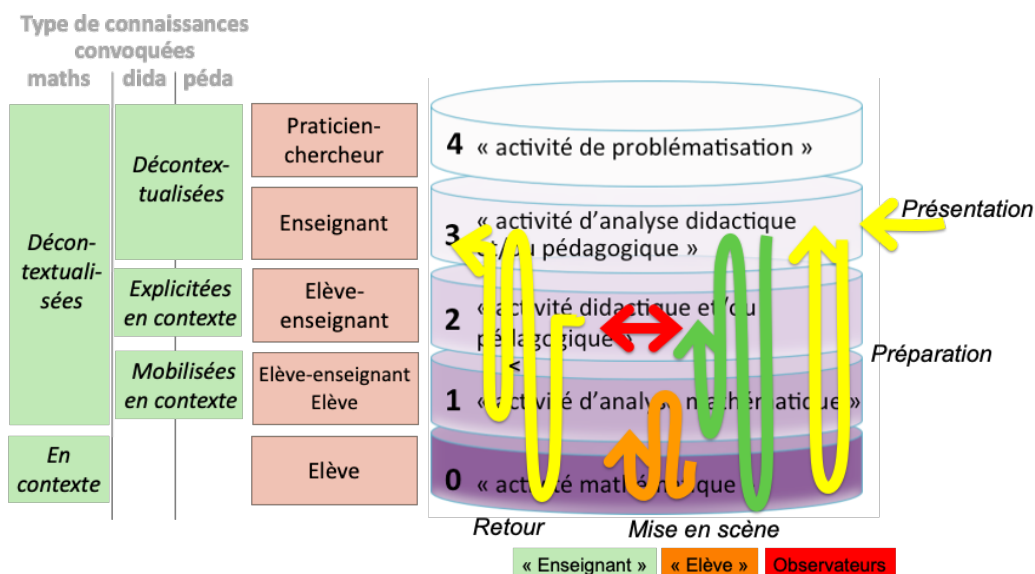 Type de connaissances
convoquées
maths dida péda
Décon-
textuali-
sées
En
contexte
Décontex-
tualisées
Explicitées
en contexte
Mobilisées
en contexte
Praticien-
chercheur
Enseignant
Elève-
enseignant
Elève-enseignant
Elève
Elève
4 « activité de problématisation »
3 « activité d'analyse didactique
et/ou pédagogique »
2 « activité didactique et/ou
pédagogique »
<
1 « activité d'analyse mathématique »
0 « activité mathématique
Présentation
Préparation
Retour
Mise en scène
« Enseignant »
« Elève »
Observateurs